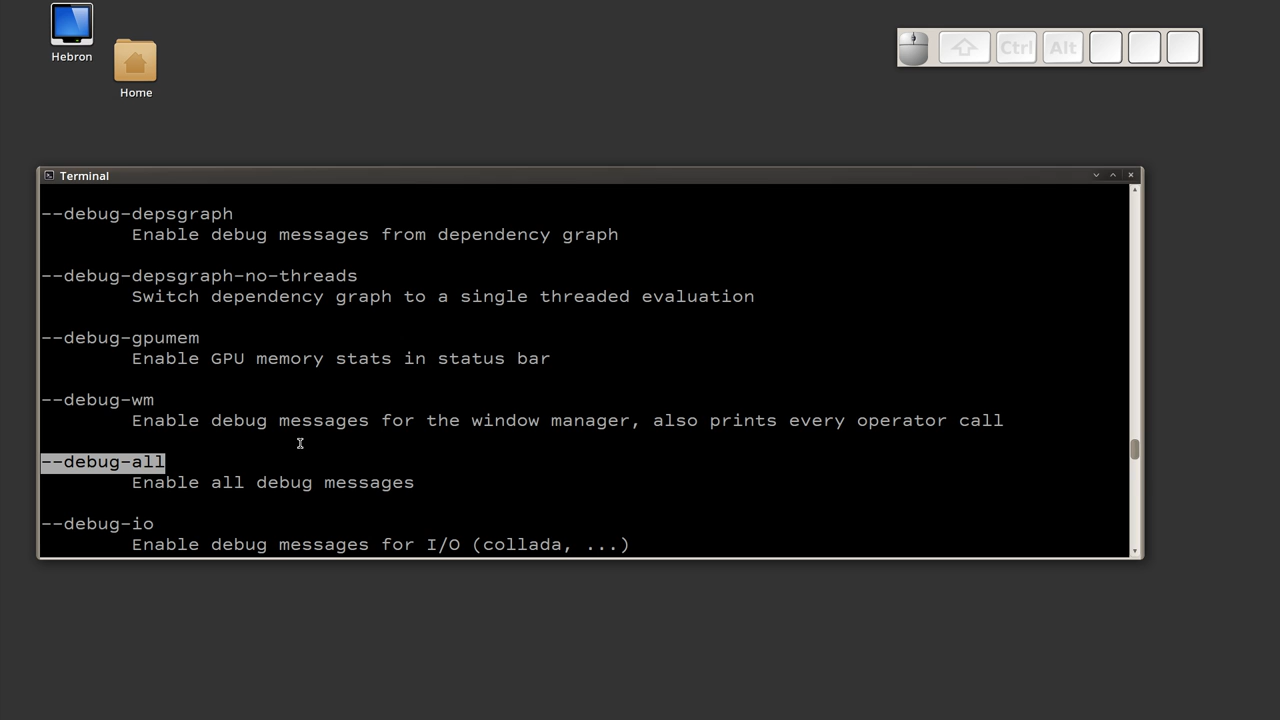 Hebron
Home
Ctrl
Alt
Terminal
--debug-depsgraph
Enable debug messages from dependency graph
--debug-depsgraph-no-threads
Switch dependency graph to a single threaded evaluation
--debug-gpumem
Enable GPU memory stats in status bar
--debug-wm
Enable debug messages for the window manager, also prints every operator call
--debug-all
Enable all debug messages
--debug-io
Enable debug messages for I/O (collada, ...)